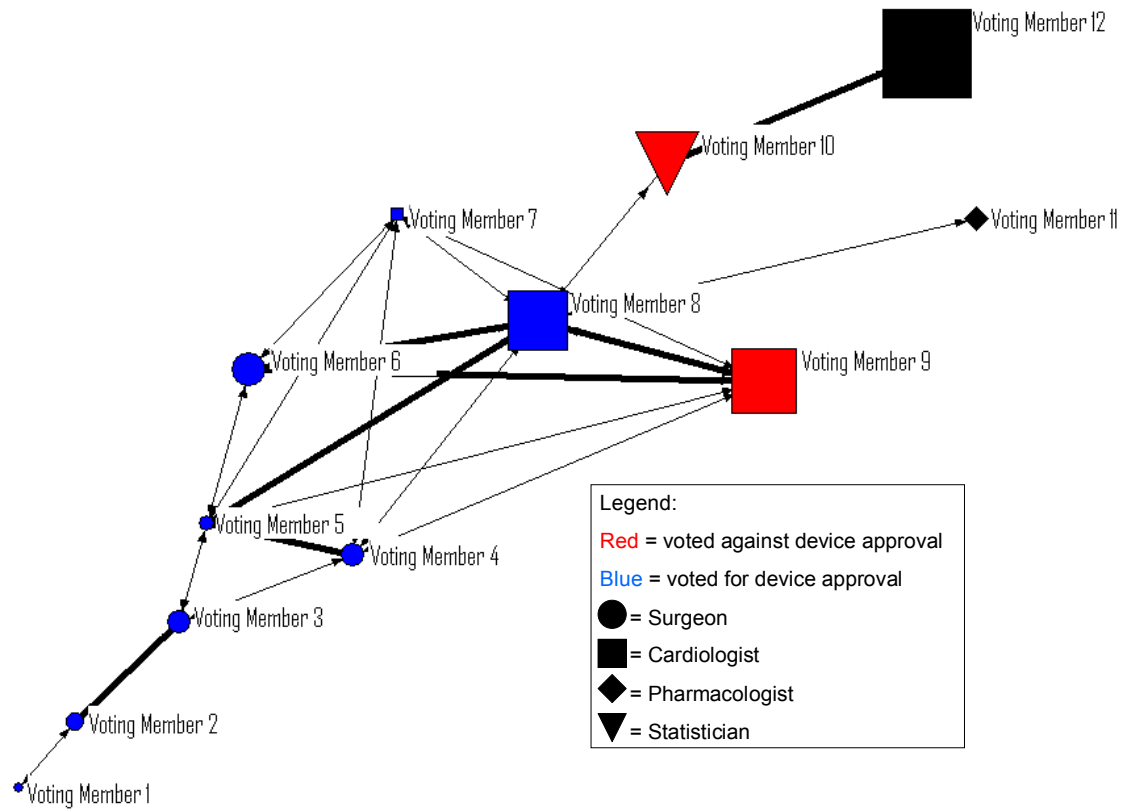 Voting Member 12
Voting Member 10
Voting Member 7
Voting Member 11
Voting Member 8
Voting Member 6
Voting Member 9
Voting Member 5
Voting Member 4
Voting Member 3
Voting Member 2
Voting Member 1
Legend:
Red = voted against device approval
Blue = voted for device approval
= Surgeon
= Cardiologist
= Pharmacologist
= Statistician